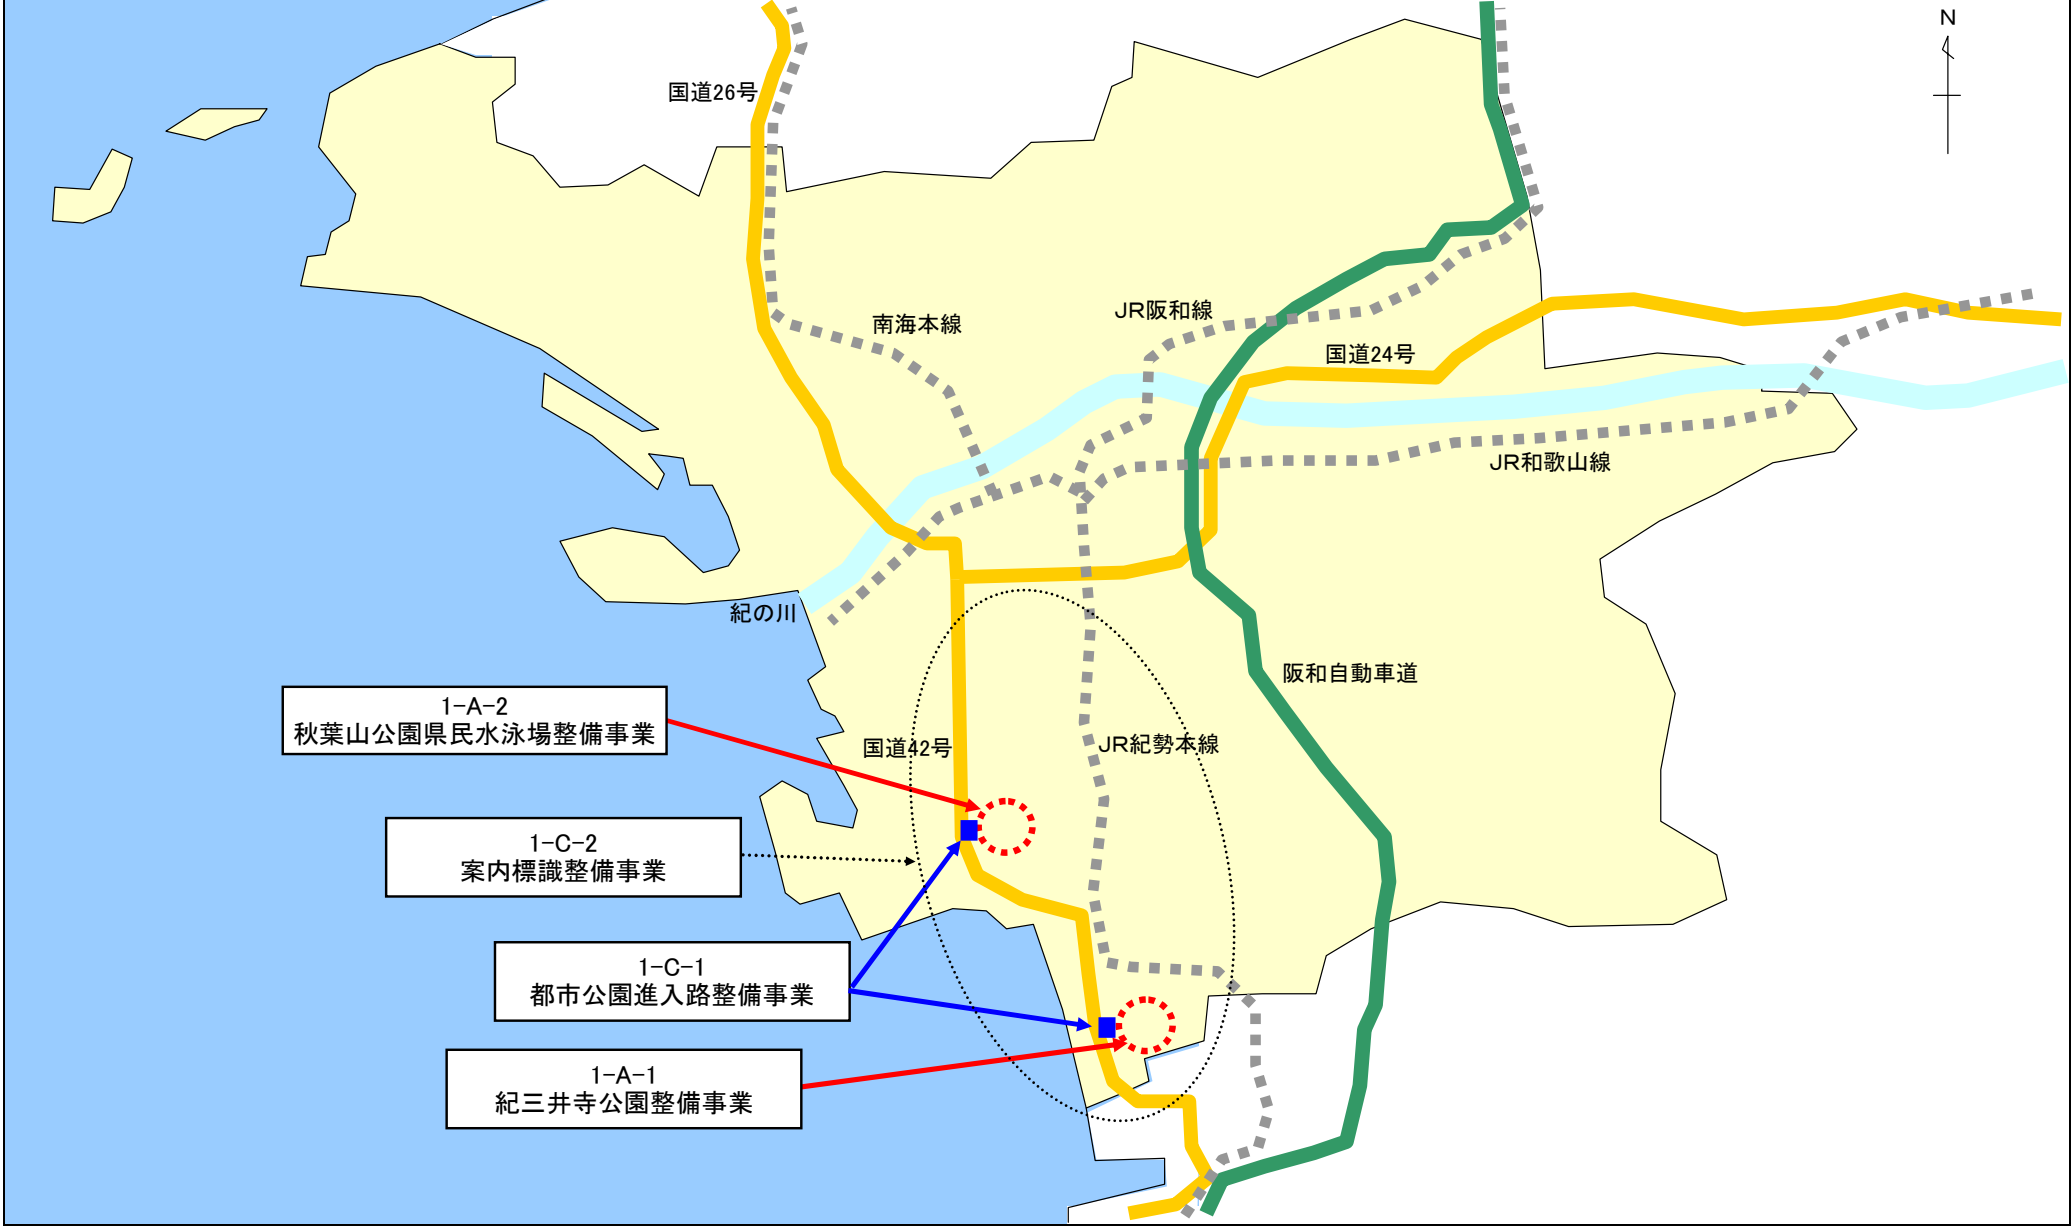 N
国道26号
南海本線
JR阪和線
国道24号
JR和歌山線
紀の川
阪和自動車道
1-A-2
秋葉山公園県民水泳場整備事業
国道42号
JR紀勢本線
1-C-2
案内標識整備事業
1-C-1
都市公園進入路整備事業
1-A-1
紀三井寺公園整備事業